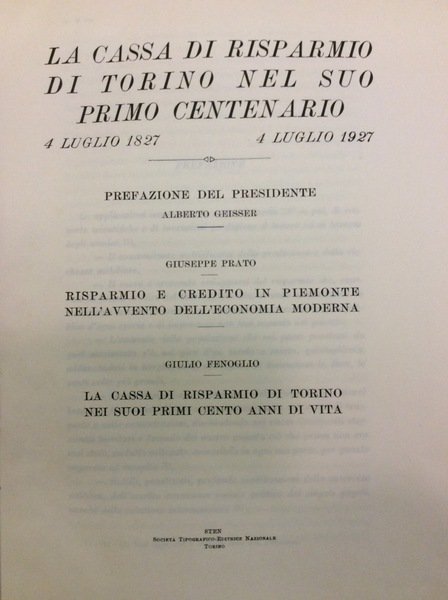 LA CASSA DI RISPARMIO
DI TORINO NEL SUO
PRIMO CENTENARIO
4 LUGLIO 1827 4 LUGLIO 1927
PREFAZIONE DEL PRESIDENTE
ALBERTO GEISSER
GIUSEPPE PRATO
RISPARMIO E CREDITO IN PIEMONTE
NELL'AVVENTO DELL'ECONOMIA MODERNA
GIULIO FENOGLIO
LA CASSA DI RISPARMIO DI TORINO
NEI SUOI PRIMI CENTO ANNI DI VITA
STEN
SOCIETÀ TIPOGRAFICO-EDITRICE NAZIONALE
TORINO